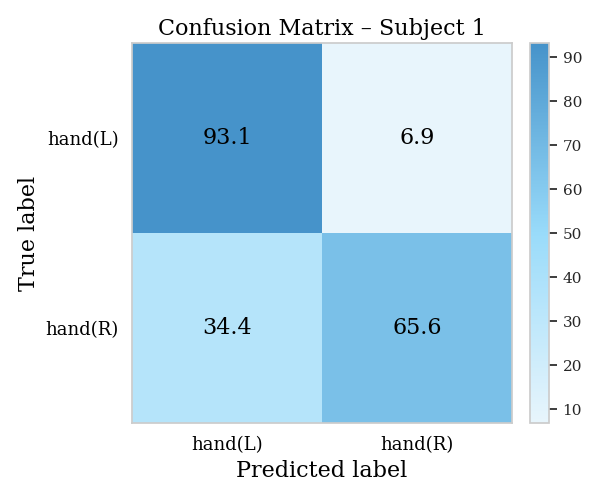 Confusion Matrix – Subject 1
True label
hand(L)
93.1 6.9
hand(R)
34.4 65.6
hand(L) hand(R)
Predicted label
90
80
70
60
50
40
30
20
10